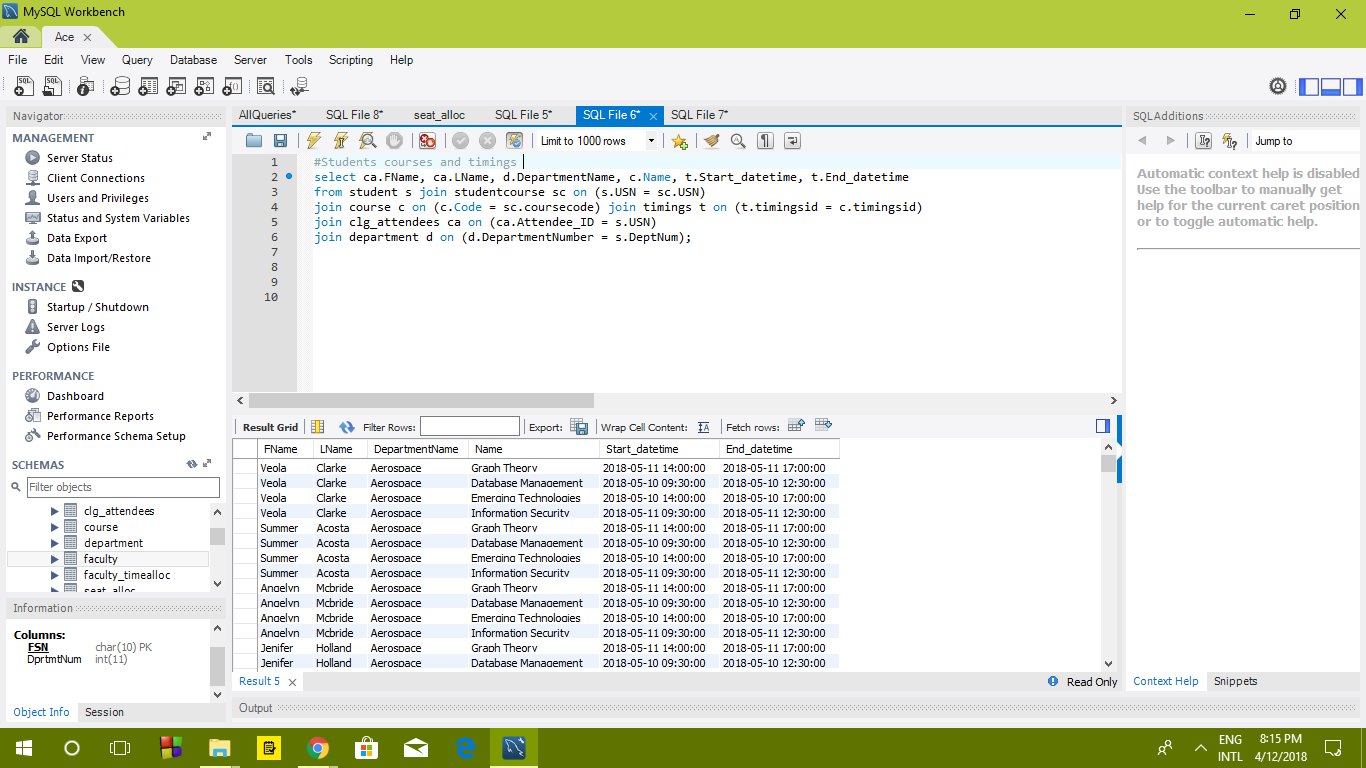 MySQL Workbench
Ace
File Edit View Query Database Server Tools Scripting Help
Navigator
MANAGEMENT
Server Status
Client Connections
Users and Privileges
Status and System Variables
Data Export
Data Import/Restore
INSTANCE
Startup / Shutdown
Server Logs
Options File
PERFORMANCE
Dashboard
Performance Reports
Performance Schema Setup
SCHEMAS
Filter objects
clg_attendees
course
department
faculty
faculty_timealloc
seat_alloc
Information
Columns:
FSN char(10) PK
DprtmtNum int(11)
Object Info Session
AllQueries* SQL File 8* seat_alloc SQL File 5* SQL File 6* SQL File 7*
Limit to 1000 rows
1 #Students courses and timings
2 select ca.FName, ca.LName, d.DepartmentName, c.Name, t.Start_datetime, t.End_datetime
3 from student s join studentcourse sc on (s.USN = sc.USN)
4 join course c on (c.Code = sc.coursecode) join timings t on (t.timingsid = c.timingsid)
5 join clg_attendees ca on (ca.Attendee_ID = s.USN)
6 join department d on (d.DepartmentNumber = s.DeptNum);
7
8
9
10
Result Grid Filter Rows: Export: Wrap Cell Content: Fetch rows:
FName LName DepartmentName Name Start_datetime End_datetime
Veola Clarke Aerospace Graph Theory 2018-05-11 14:00:00 2018-05-11 17:00:00
Veola Clarke Aerospace Database Management 2018-05-10 09:30:00 2018-05-10 12:30:00
Veola Clarke Aerospace Emerging Technologies 2018-05-10 14:00:00 2018-05-10 17:00:00
Veola Clarke Aerospace Information Security 2018-05-11 09:30:00 2018-05-11 12:30:00
Summer Acosta Aerospace Graph Theory 2018-05-11 14:00:00 2018-05-11 17:00:00
Summer Acosta Aerospace Database Management 2018-05-10 09:30:00 2018-05-10 12:30:00
Summer Acosta Aerospace Emerging Technologies 2018-05-10 14:00:00 2018-05-10 17:00:00
Summer Acosta Aerospace Information Security 2018-05-11 09:30:00 2018-05-11 12:30:00
Angelyn Mcbride Aerospace Graph Theory 2018-05-11 14:00:00 2018-05-11 17:00:00
Angelyn Mcbride Aerospace Database Management 2018-05-10 09:30:00 2018-05-10 12:30:00
Angelyn Mcbride Aerospace Emerging Technologies 2018-05-10 14:00:00 2018-05-10 17:00:00
Angelyn Mcbride Aerospace Information Security 2018-05-11 09:30:00 2018-05-11 12:30:00
Jenifer Holland Aerospace Graph Theory 2018-05-11 14:00:00 2018-05-11 17:00:00
Jenifer Holland Aerospace Database Management 2018-05-10 09:30:00 2018-05-10 12:30:00
Result 5
Read Only
Output
SQLAdditions
Jump to
Automatic context help is disabled
Use the toolbar to manually get
help for the current caret position
or to toggle automatic help.
Context Help Snippets
ENG
INTL
8:15 PM
4/12/2018